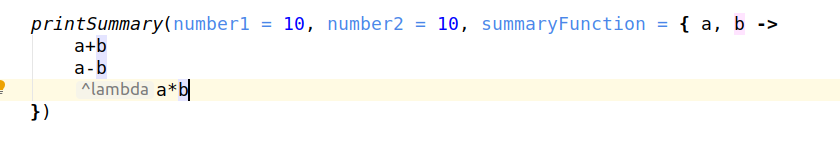 printSummary(number1 = 10, number2 = 10, summaryFunction = { a, b ->
a+b
a-b
^lambda a*b
})